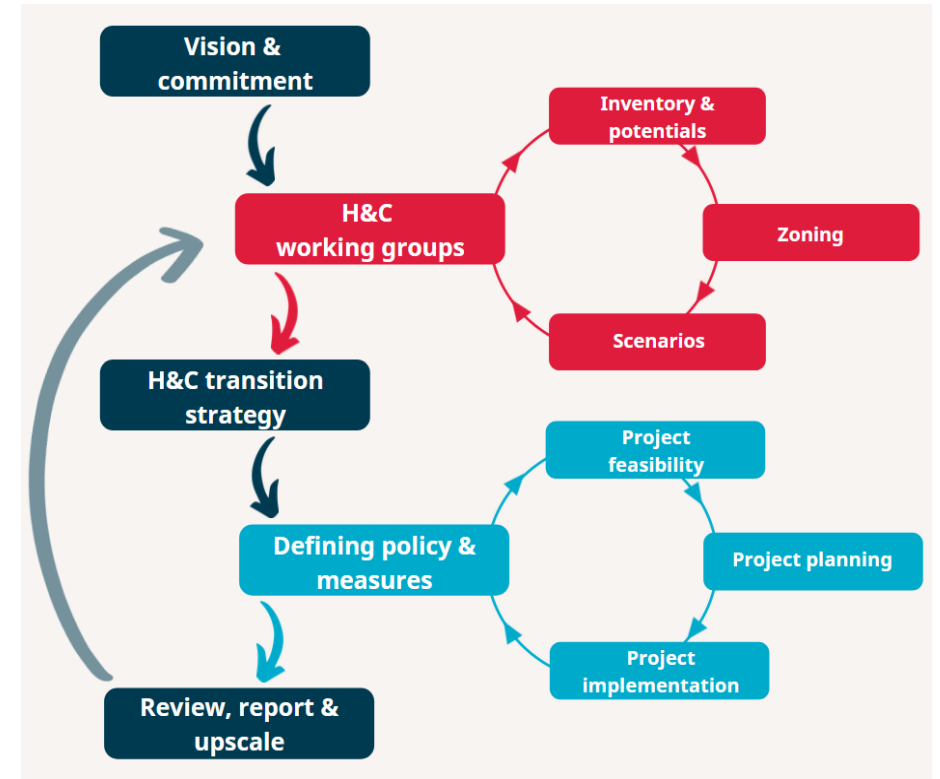 Vision &
commitment
H&C
working groups
Inventory &
potentials
Zoning
Scenarios
H&C transition
strategy
Defining policy &
measures
Project
feasibility
Project planning
Project
implementation
Review, report &
upscale